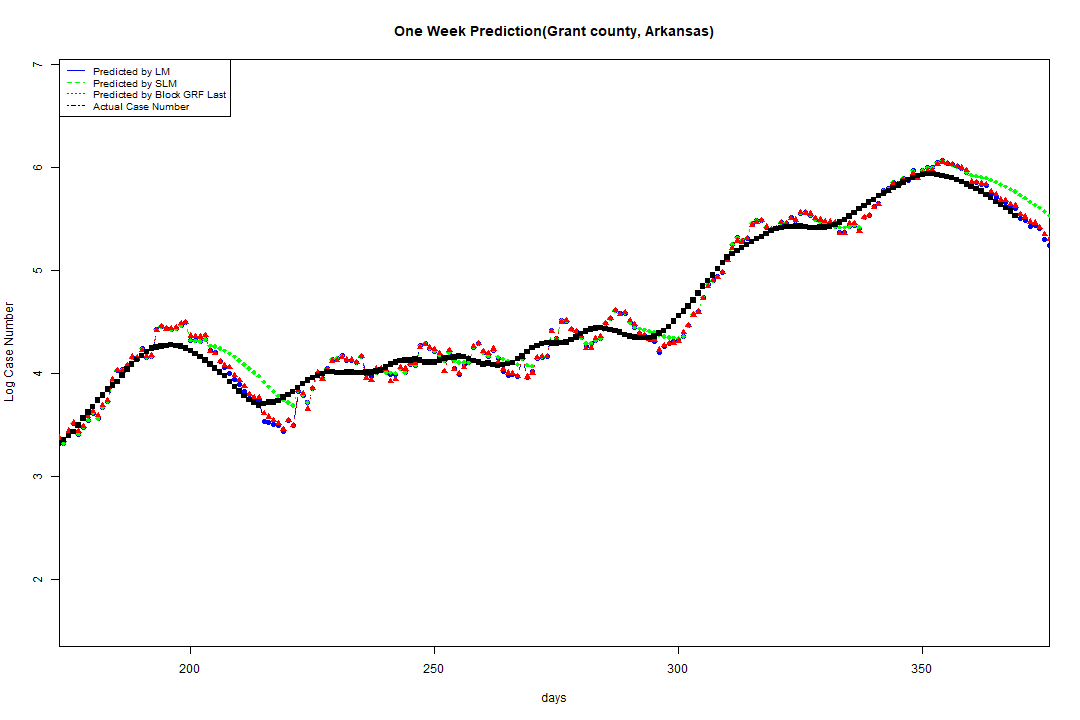 One Week Prediction(Grant county, Arkansas)
Predicted by LM
Predicted by SLM
Predicted by Block GRF Last
Actual Case Number
Log Case Number
7
6
5
4
3
2
200 250 300 350
days